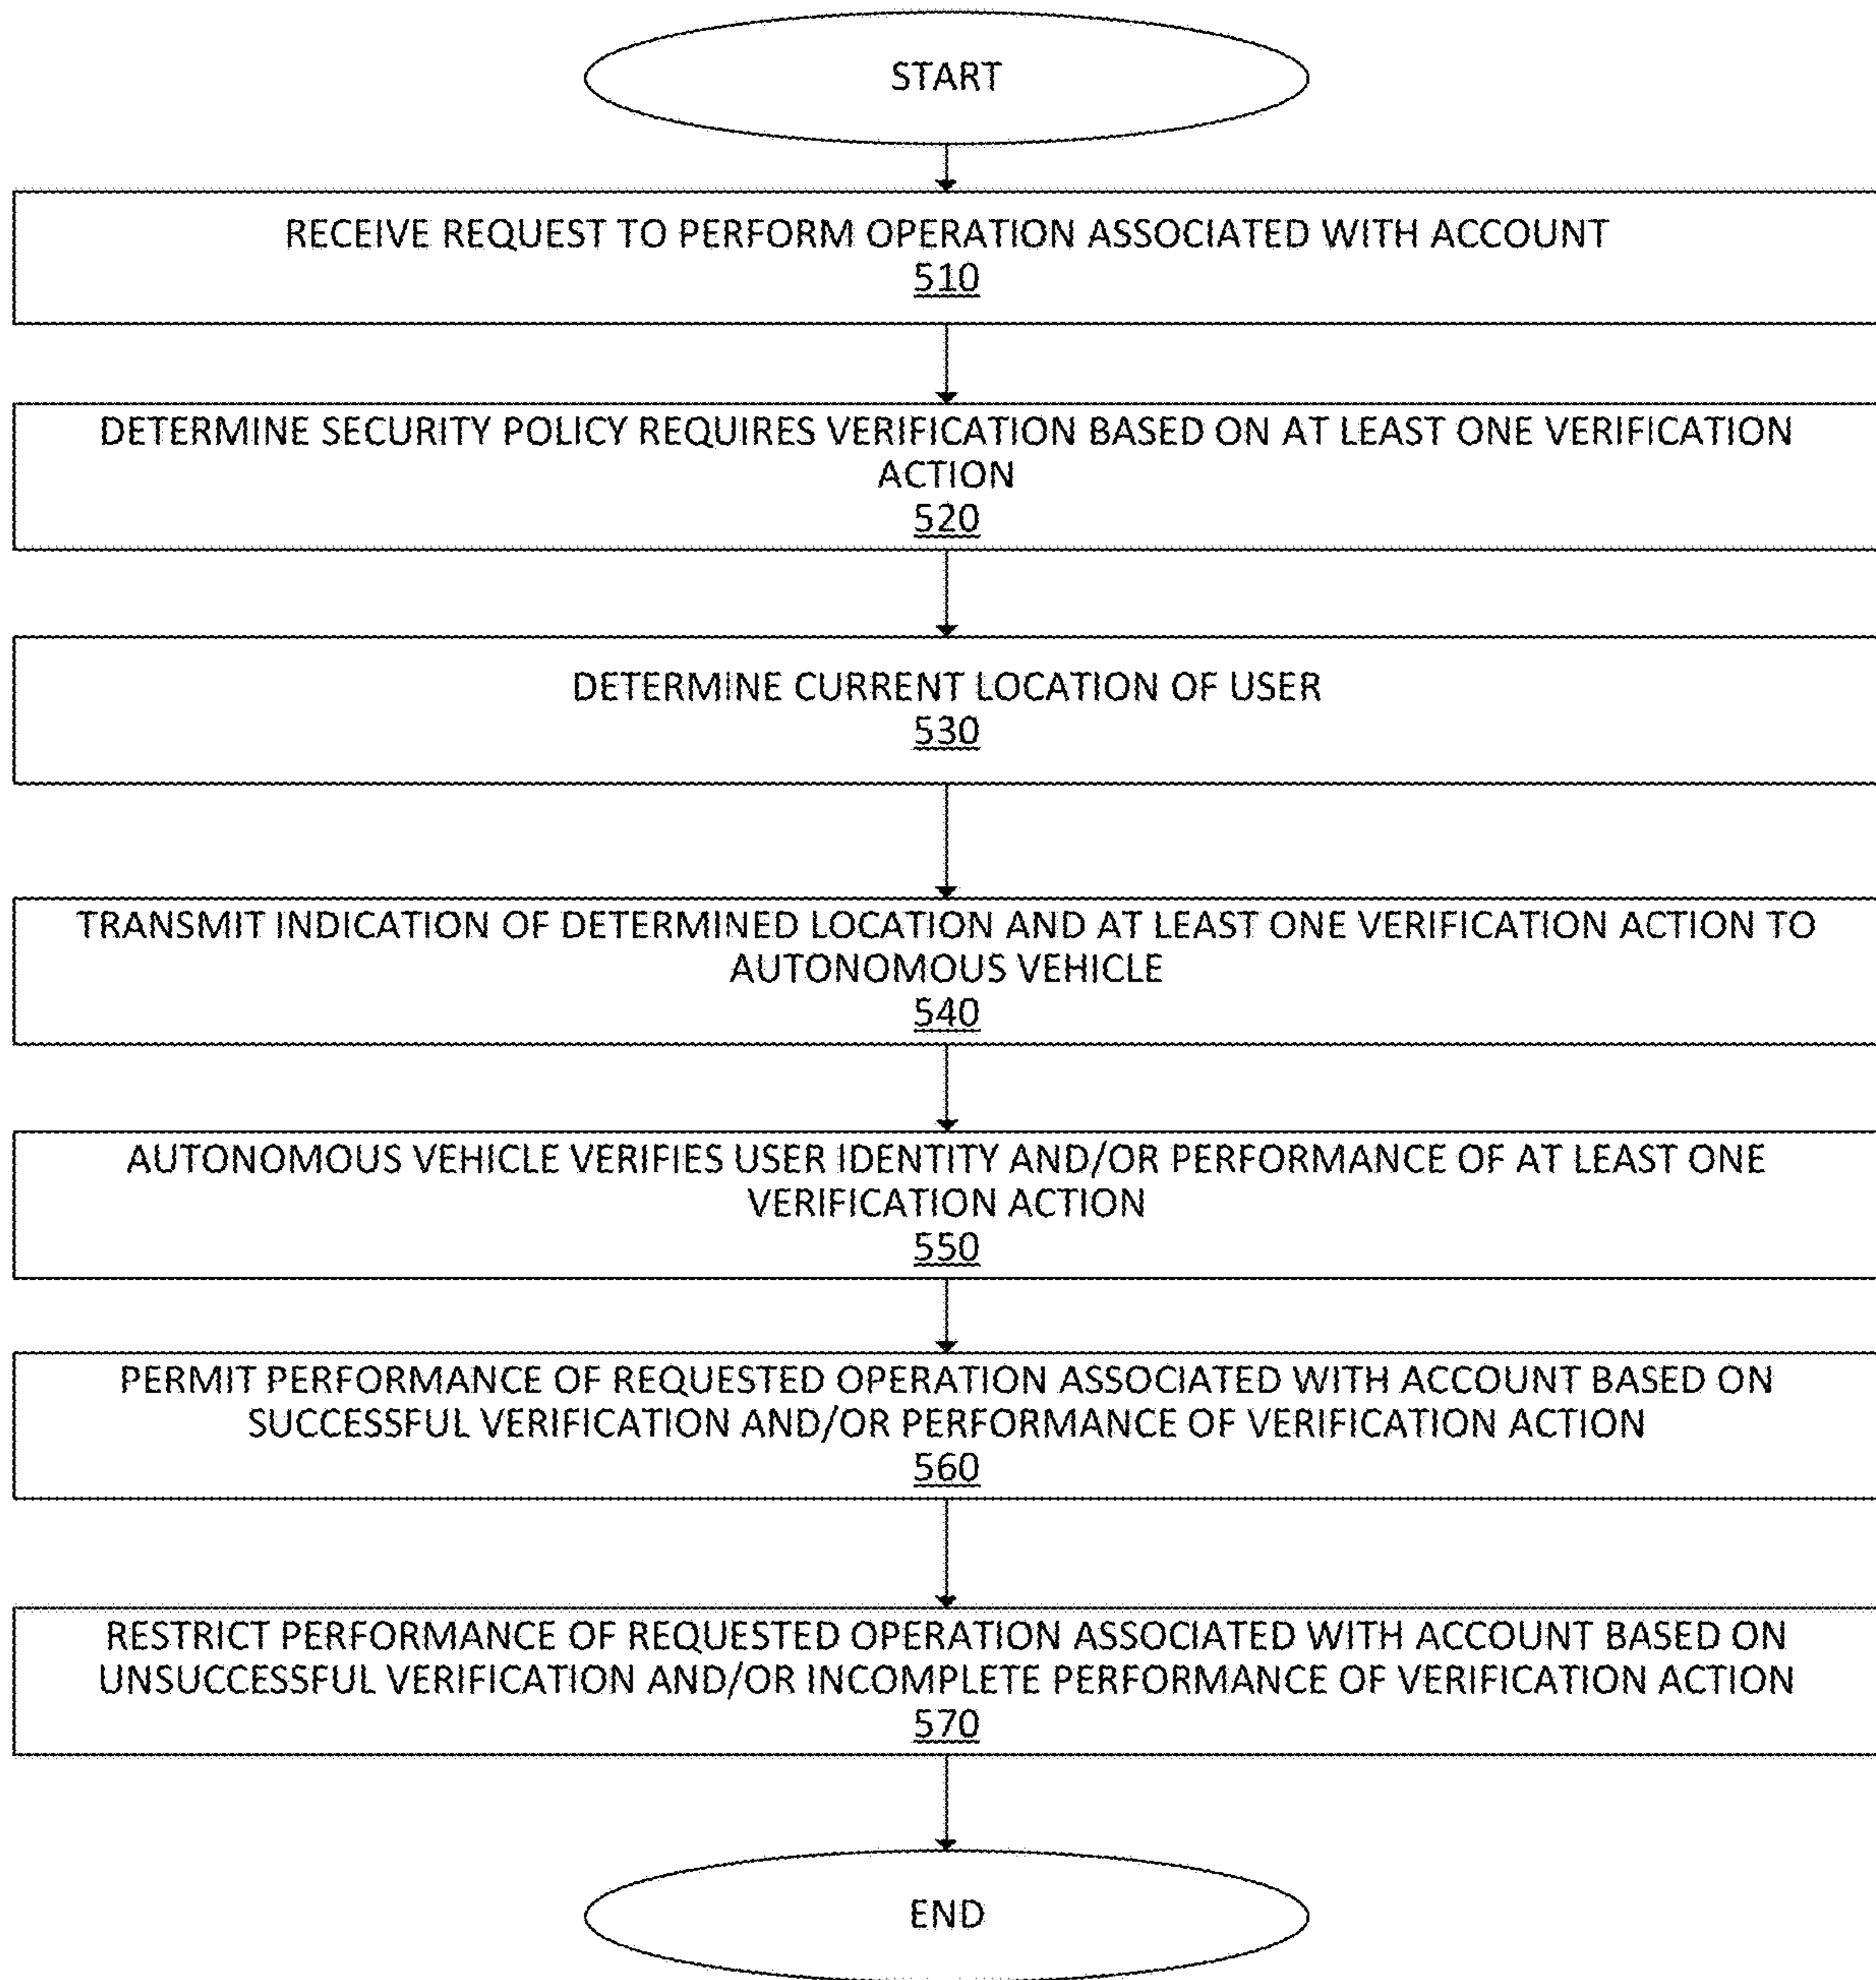 START
RECEIVE REQUEST TO PERFORM OPERATION ASSOCIATED WITH ACCOUNT
510
DETERMINE SECURITY POLICY REQUIRES VERIFICATION BASED ON AT LEAST ONE VERIFICATION
ACTION
520
DETERMINE CURRENT LOCATION OF USER
530
TRANSMIT INDICATION OF DETERMINED LOCATION AND AT LEAST ONE VERIFICATION ACTION TO
AUTONOMOUS VEHICLE
540
AUTONOMOUS VEHICLE VERIFIES USER IDENTITY AND/OR PERFORMANCE OF AT LEAST ONE
VERIFICATION ACTION
550
PERMIT PERFORMANCE OF REQUESTED OPERATION ASSOCIATED WITH ACCOUNT BASED ON
SUCCESSFUL VERIFICATION AND/OR PERFORMANCE OF VERIFICATION ACTION
560
RESTRICT PERFORMANCE OF REQUESTED OPERATION ASSOCIATED WITH ACCOUNT BASED ON
UNSUCCESSFUL VERIFICATION AND/OR INCOMPLETE PERFORMANCE OF VERIFICATION ACTION
570
END